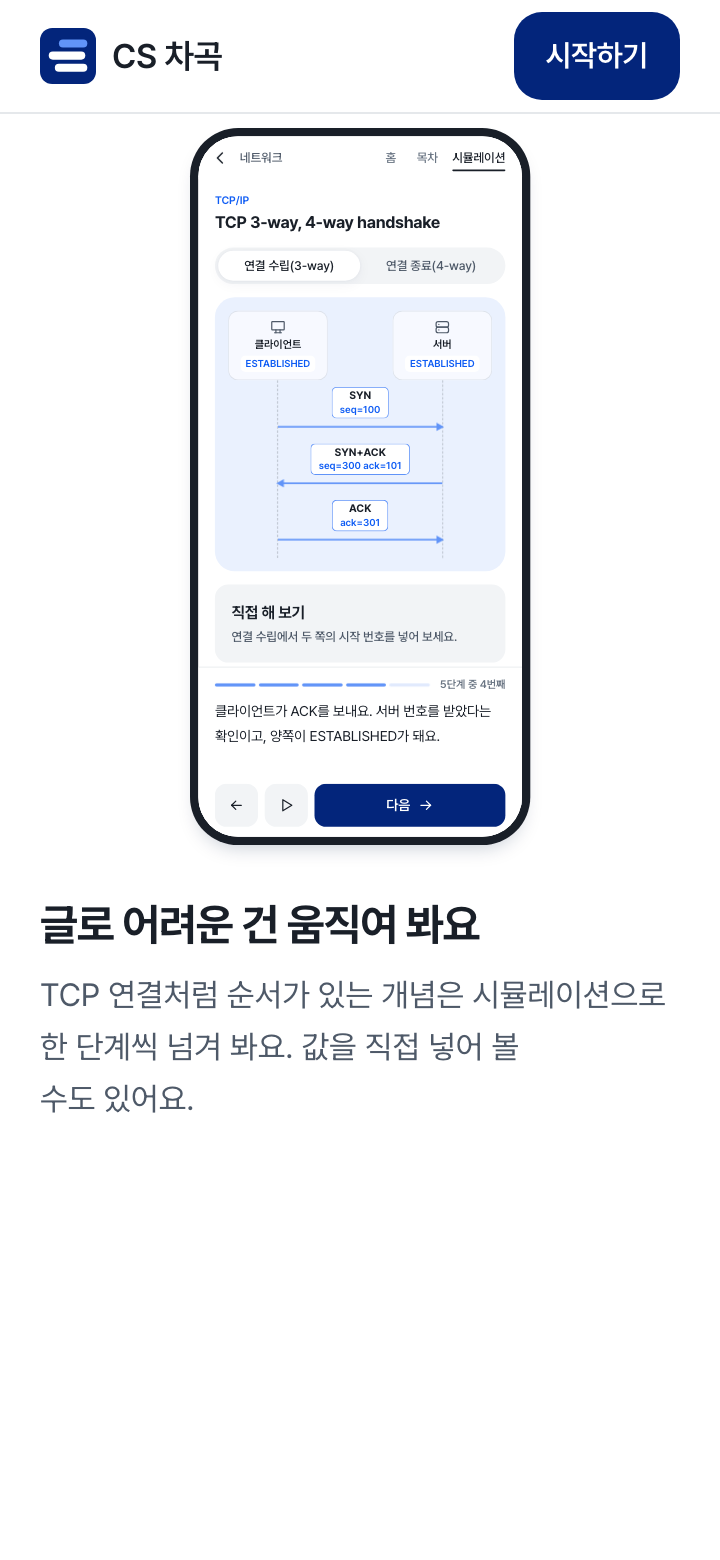 CS 차곡
시작하기
네트워크
홈
목차
시뮬레이션
TCP/IP
TCP 3-way, 4-way handshake
연결 수립(3-way)
연결 종료(4-way)
클라이언트
서버
ESTABLISHED
ESTABLISHED
SYN
seq=100
SYN+ACK
seq=300 ack=101
ACK
ack=301
직접 해 보기
연결 수립에서 두 쪽의 시작 번호를 넣어 보세요.
5단계 중 4번째
클라이언트가 ACK를 보내요. 서버 번호를 받았다는
확인이고, 양쪽이 ESTABLISHED가 돼요.
다음
글로 어려운 건 움직여 봐요
TCP 연결처럼 순서가 있는 개념은 시뮬레이션으로
한 단계씩 넘겨 봐요. 값을 직접 넣어 볼
수도 있어요.